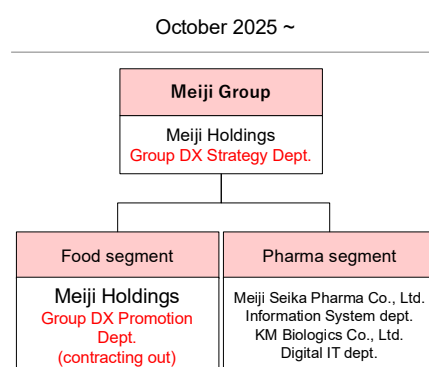 October 2025 ~
Meiji Group
Meiji Holdings
Group DX Strategy Dept.
Food segment
Meiji Holdings
Group DX Promotion
Dept.
(contracting out)
Pharma segment
Meiji Seika Pharma Co., Ltd.
Information System dept.
KM Biologics Co., Ltd.
Digital IT dept.